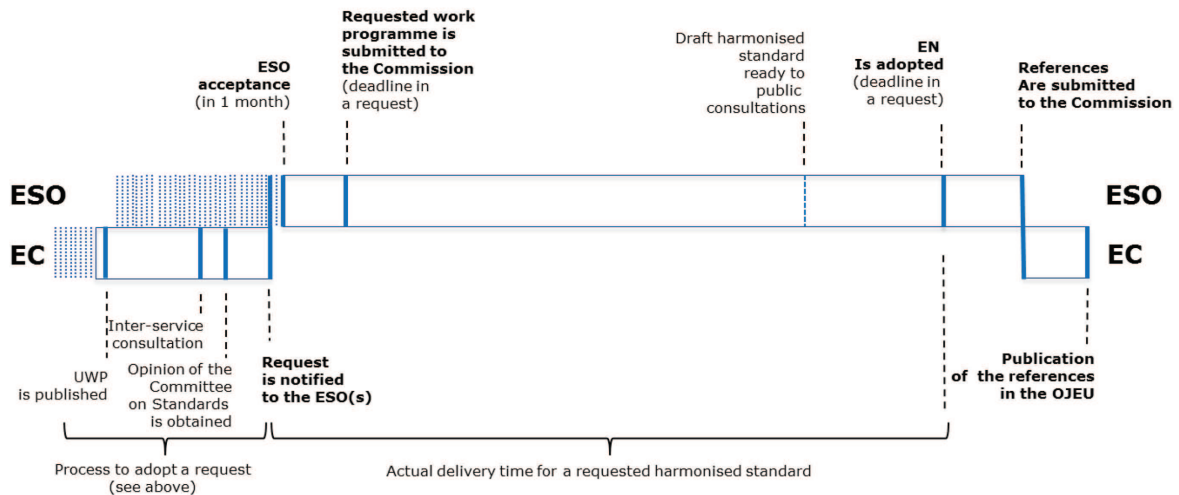 Requested work
programme is
submitted to
the Commission
(deadline in
a request)
ESO
acceptance
(in 1 month)
Draft harmonised
standard
ready to
public
consultations
EN
Is adopted
(deadline in
a request)
References
Are submitted
to the Commission
ESO
ESO
EC
EC
Inter-service
consultation
UWP
is published
Opinion of the
Committee
on Standards
is obtained
Request
is notified
to the ESO(s)
Publication
of the references
in the OJEU
Process to adopt a request
(see above)
Actual delivery time for a requested harmonised standard